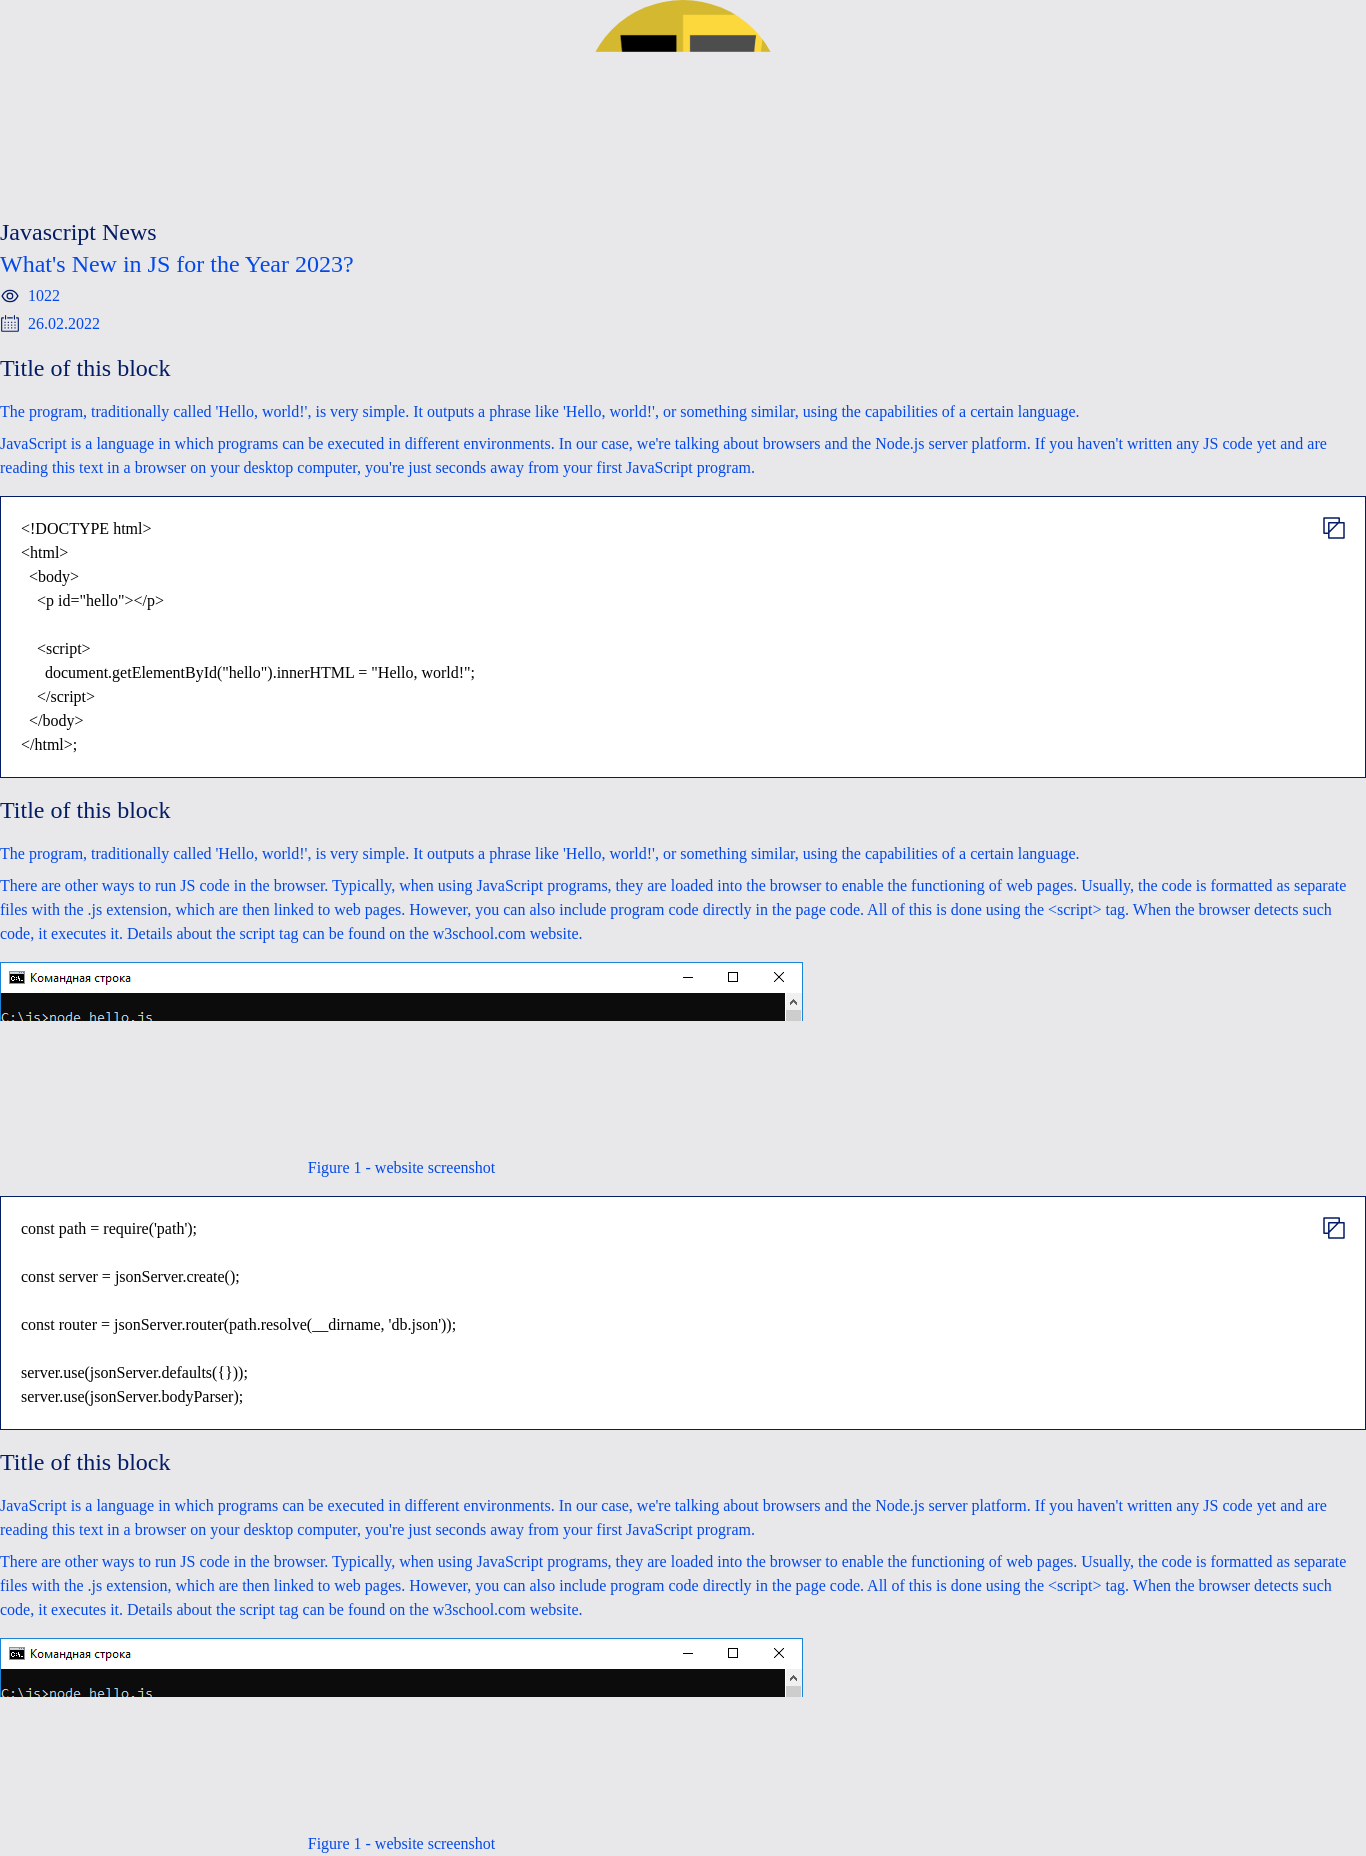 Javascript News
What's New in JS for the Year 2023?
1022
26.02.2022
Title of this block
The program, traditionally called 'Hello, world!', is very simple. It outputs a phrase like 'Hello, world!', or something similar, using the capabilities of a certain language.
JavaScript is a language in which programs can be executed in different environments. In our case, we're talking about browsers and the Node.js server platform. If you haven't written any JS code yet and are
reading this text in a browser on your desktop computer, you're just seconds away from your first JavaScript program.
<!DOCTYPE html>
<html>
  <body>
    <p id="hello"></p>

    <script>
      document.getElementById("hello").innerHTML = "Hello, world!";
    </script>
  </body>
</html>;
Title of this block
The program, traditionally called 'Hello, world!', is very simple. It outputs a phrase like 'Hello, world!', or something similar, using the capabilities of a certain language.
There are other ways to run JS code in the browser. Typically, when using JavaScript programs, they are loaded into the browser to enable the functioning of web pages. Usually, the code is formatted as separate
files with the .js extension, which are then linked to web pages. However, you can also include program code directly in the page code. All of this is done using the <script> tag. When the browser detects such
code, it executes it. Details about the script tag can be found on the w3school.com website.
Командная строка
C:\js>node hello.js
Figure 1 - website screenshot
const path = require('path');

const server = jsonServer.create();

const router = jsonServer.router(path.resolve(__dirname, 'db.json'));

server.use(jsonServer.defaults({}));
server.use(jsonServer.bodyParser);
Title of this block
JavaScript is a language in which programs can be executed in different environments. In our case, we're talking about browsers and the Node.js server platform. If you haven't written any JS code yet and are
reading this text in a browser on your desktop computer, you're just seconds away from your first JavaScript program.
There are other ways to run JS code in the browser. Typically, when using JavaScript programs, they are loaded into the browser to enable the functioning of web pages. Usually, the code is formatted as separate
files with the .js extension, which are then linked to web pages. However, you can also include program code directly in the page code. All of this is done using the <script> tag. When the browser detects such
code, it executes it. Details about the script tag can be found on the w3school.com website.
Командная строка
C:\js>node hello.js
Figure 1 - website screenshot